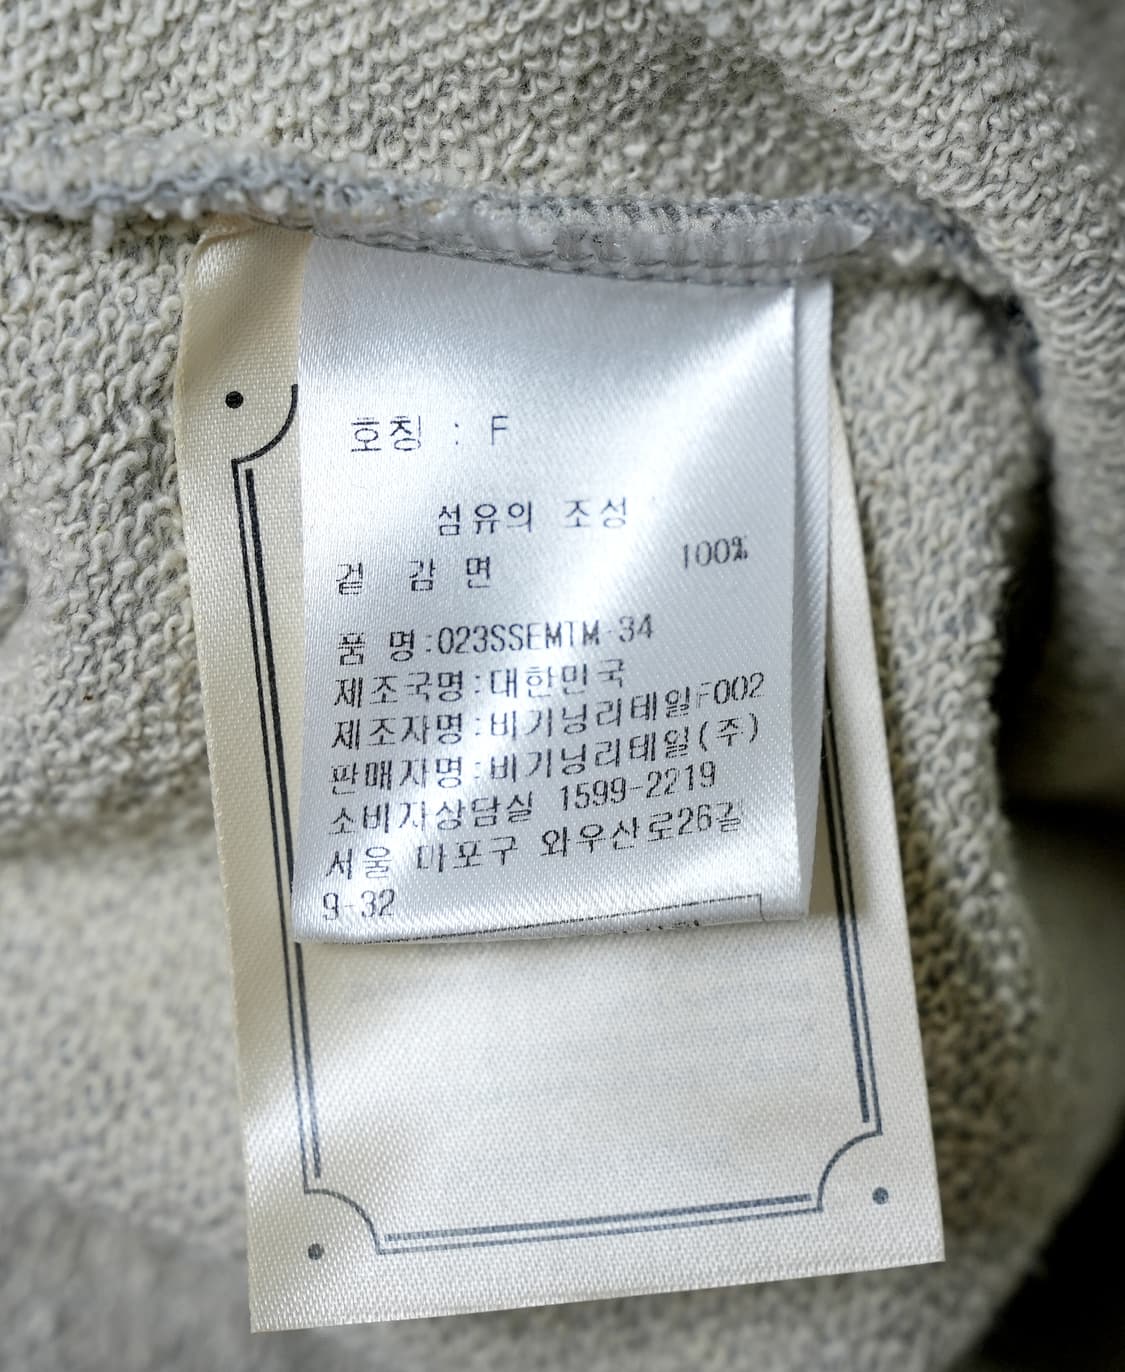 호칭 : F
섬유의 조성
겉 감 면 100%
품 명:023SSEMTM-34
제조국명:대한민국
제조자명:비기닝리테일F002
판매자명:비기닝리테일(주)
소비자상담실 1599-2219
서울 마포구 와우산로26길
9-32